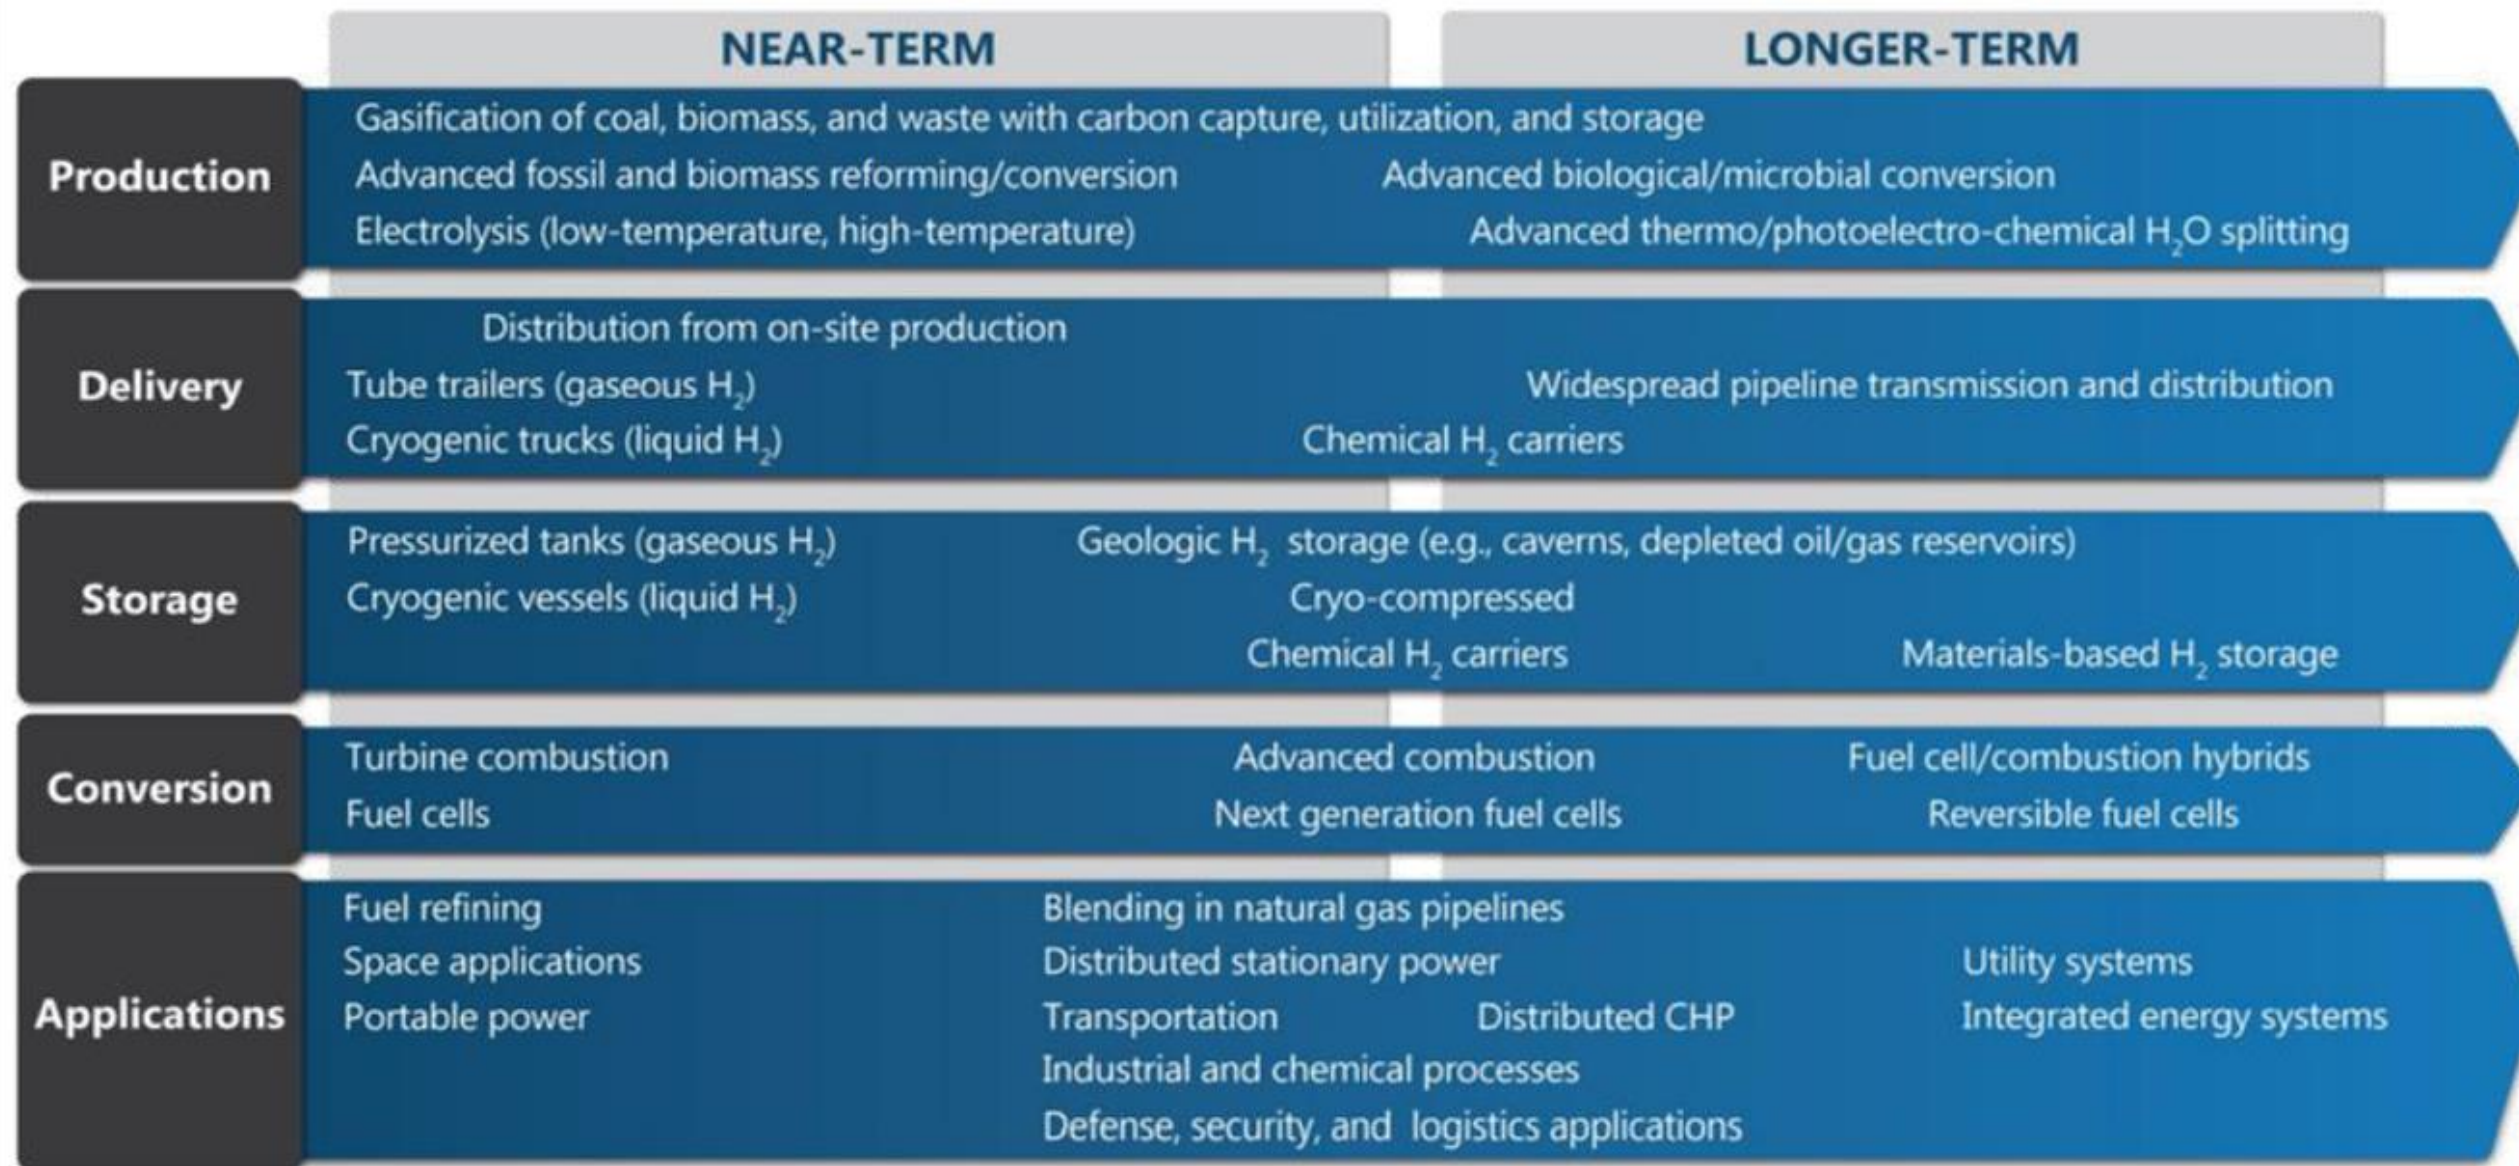 NEAR-TERM LONGER-TERM
Production
Gasification of coal, biomass, and waste with carbon capture, utilization, and storage
Advanced fossil and biomass reforming/conversion Advanced biological/microbial conversion
Electrolysis (low-temperature, high-temperature) Advanced thermo/photoelectro-chemical H₂O splitting
Delivery
Distribution from on-site production
Tube trailers (gaseous H₂) Widespread pipeline transmission and distribution
Cryogenic trucks (liquid H₂) Chemical H₂ carriers
Storage
Pressurized tanks (gaseous H₂) Geologic H₂ storage (e.g., caverns, depleted oil/gas reservoirs)
Cryogenic vessels (liquid H₂) Cryo-compressed
Chemical H₂ carriers Materials-based H₂ storage
Conversion
Turbine combustion Advanced combustion Fuel cell/combustion hybrids
Fuel cells Next generation fuel cells Reversible fuel cells
Applications
Fuel refining Blending in natural gas pipelines
Space applications Distributed stationary power Utility systems
Portable power Transportation Distributed CHP Integrated energy systems
Industrial and chemical processes
Defense, security, and logistics applications